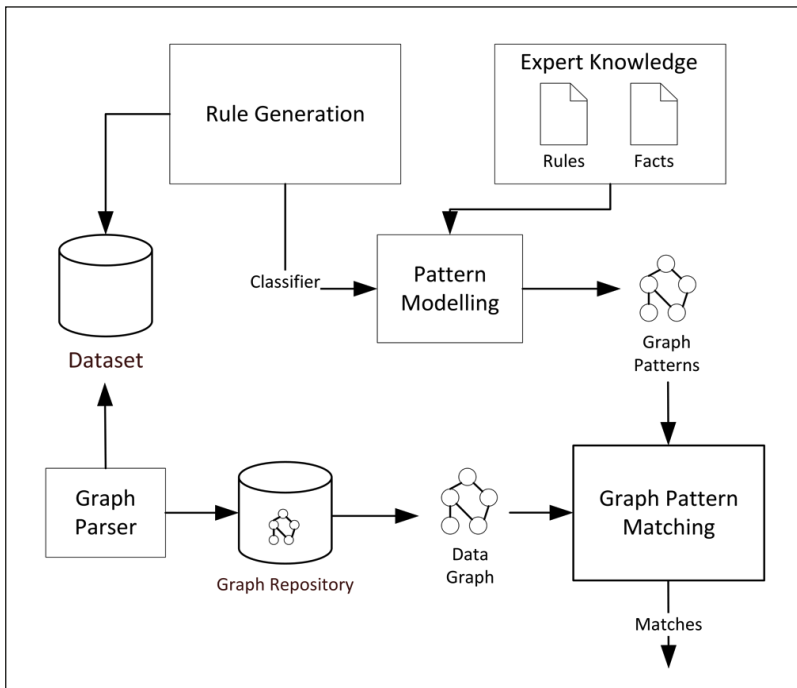 Rule Generation
Expert Knowledge
Rules
Facts
Classifier
Pattern
Modelling
Graph
Patterns
Dataset
Graph
Parser
Graph Repository
Data
Graph
Graph Pattern
Matching
Matches